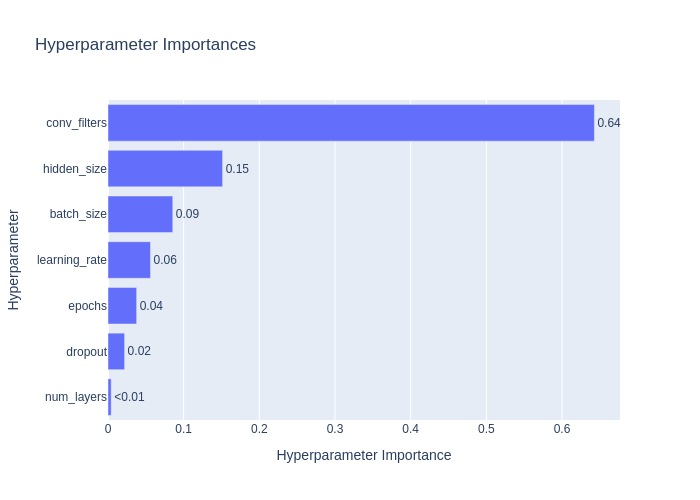 Hyperparameter Importances
Hyperparameter
conv_filters 0.64
hidden_size 0.15
batch_size 0.09
learning_rate 0.06
epochs 0.04
dropout 0.02
num_layers <0.01
0 0.1 0.2 0.3 0.4 0.5 0.6
Hyperparameter Importance